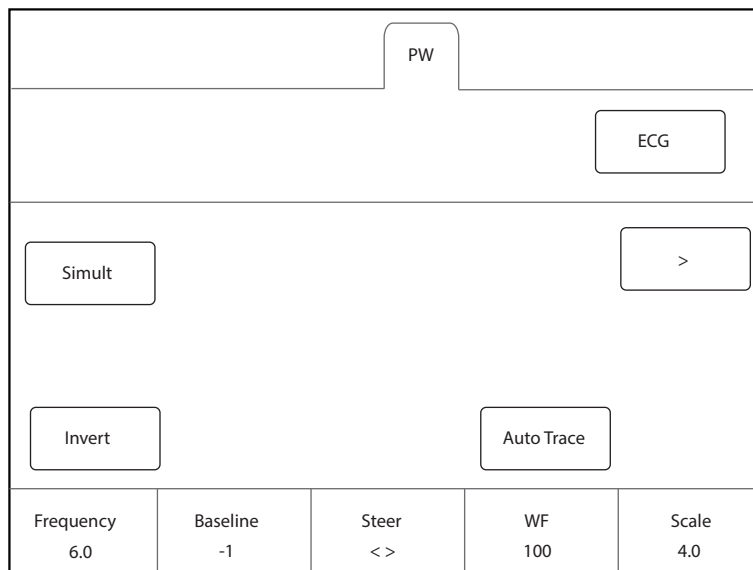 PW
ECG
Simult
>
Invert
Auto Trace
Frequency
6.0
Baseline
-1
Steer
< >
WF
100
Scale
4.0